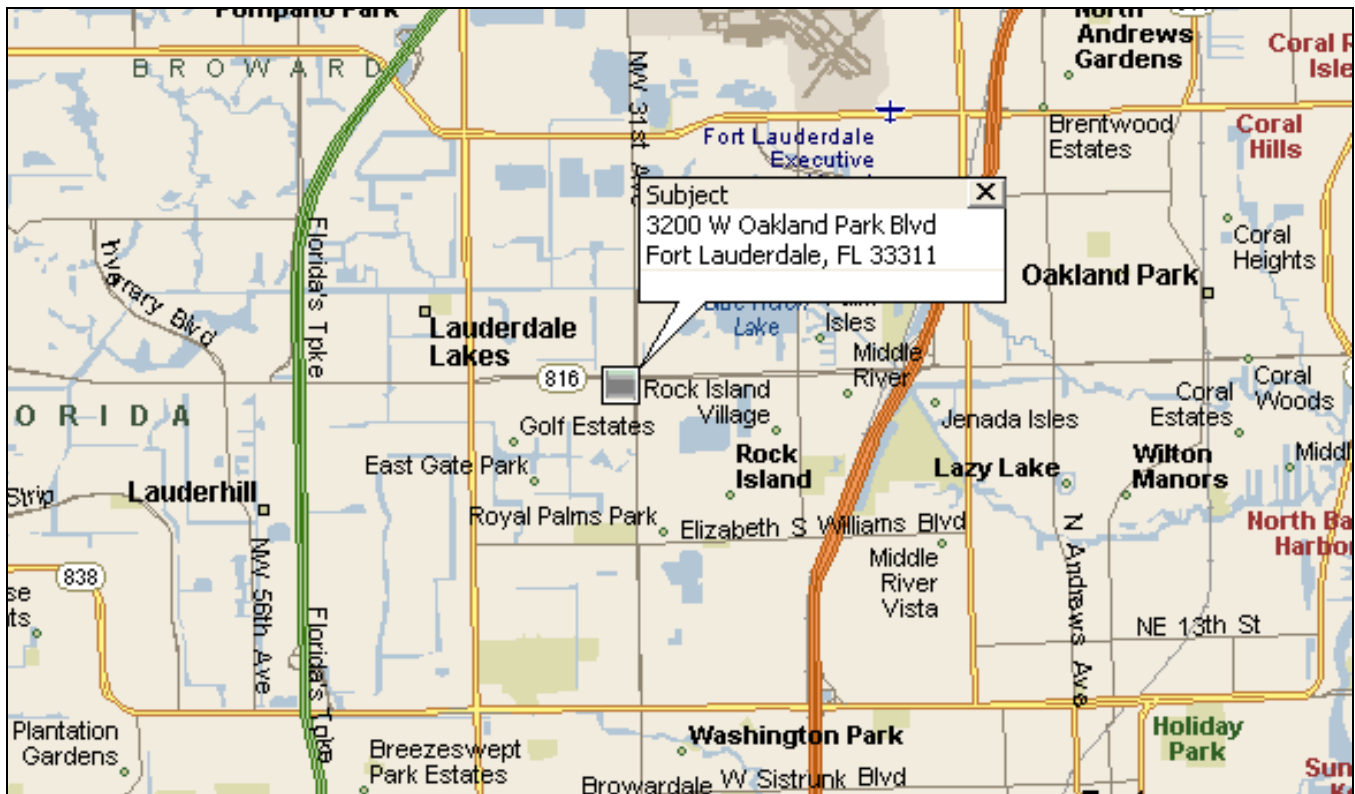 Pompano Park
North
Andrews
Gardens
Coral R
Isle
BROWARD
NW 31st Ave
Fort Lauderdale
Executive
Brentwood
Estates
Coral
Hills
Subject
3200 W Oakland Park Blvd
Fort Lauderdale, FL 33311
Florida's Tpke
Inverrary Blvd
Coral
Heights
Oakland Park
Lake
Isles
Lauderdale
Lakes
Middle
River
816
Rock Island
Village
Coral
Woods
Coral
Estates
ORIDA
Golf Estates
Jenada Isles
Rock
Island
East Gate Park
Lazy Lake
Wilton
Manors
Middl
Strip
Lauderhill
Royal Palms Park
Elizabeth S Williams Blvd
N Andrews Ave
North Ba
Harbo
838
NW 56th Ave
Middle
River
Vista
se
ts
Florida's Tpke
NE 13th St
Plantation
Gardens
Breezeswept
Park Estates
Washington Park
Holiday
Park
Browardale
W Sistrunk Blvd
Sun